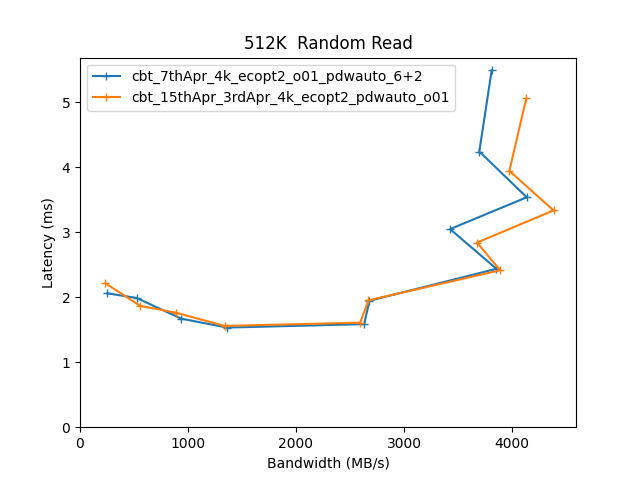 512K  Random Read
cbt_7thApr_4k_ecopt2_o01_pdwauto_6+2
cbt_15thApr_3rdApr_4k_ecopt2_pdwauto_o01
Latency (ms)
5
4
3
2
1
0
0 1000 2000 3000 4000
Bandwidth (MB/s)